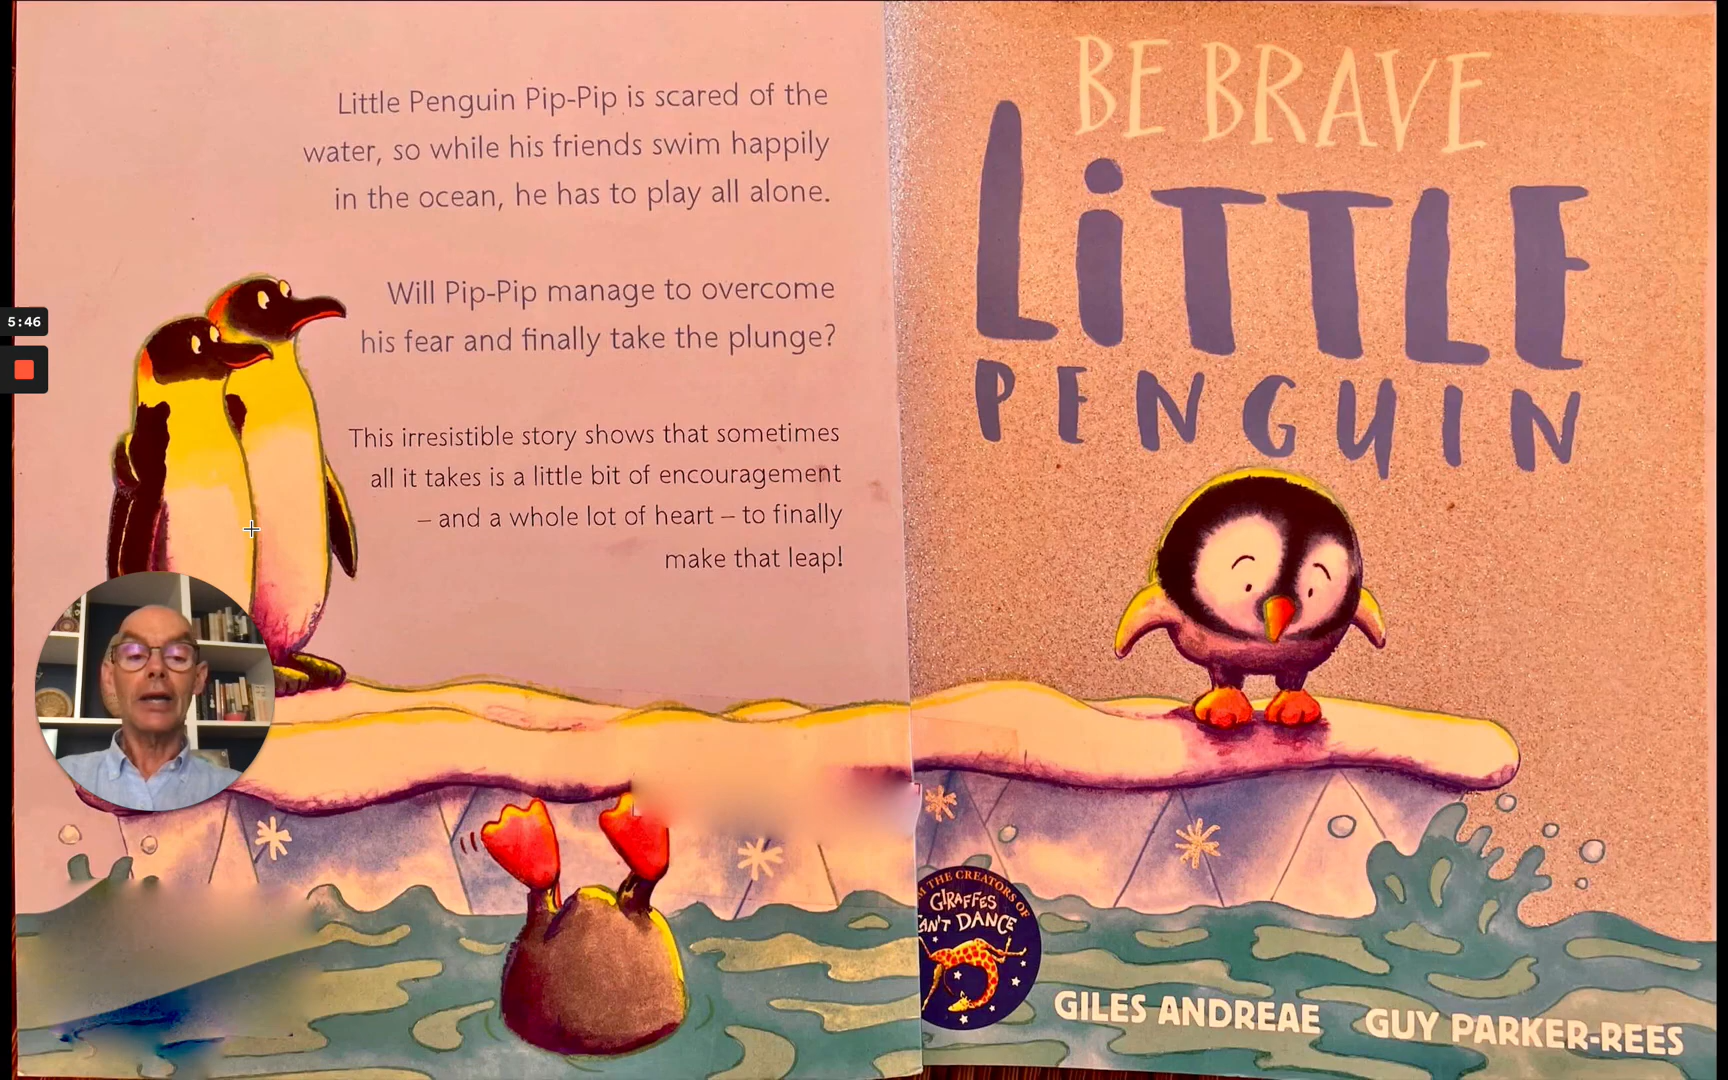 5:46
Little Penguin Pip-Pip is scared of the
water, so while his friends swim happily
in the ocean, he has to play all alone.
Will Pip-Pip manage to overcome
his fear and finally take the plunge?
This irresistible story shows that sometimes
all it takes is a little bit of encouragement
– and a whole lot of heart – to finally
make that leap!
BE BRAVE
LiTTLE
PENGUIN
THE CREATORS OF
GIRAFFES
DANCE
GILES ANDREAE GUY PARKER-REES